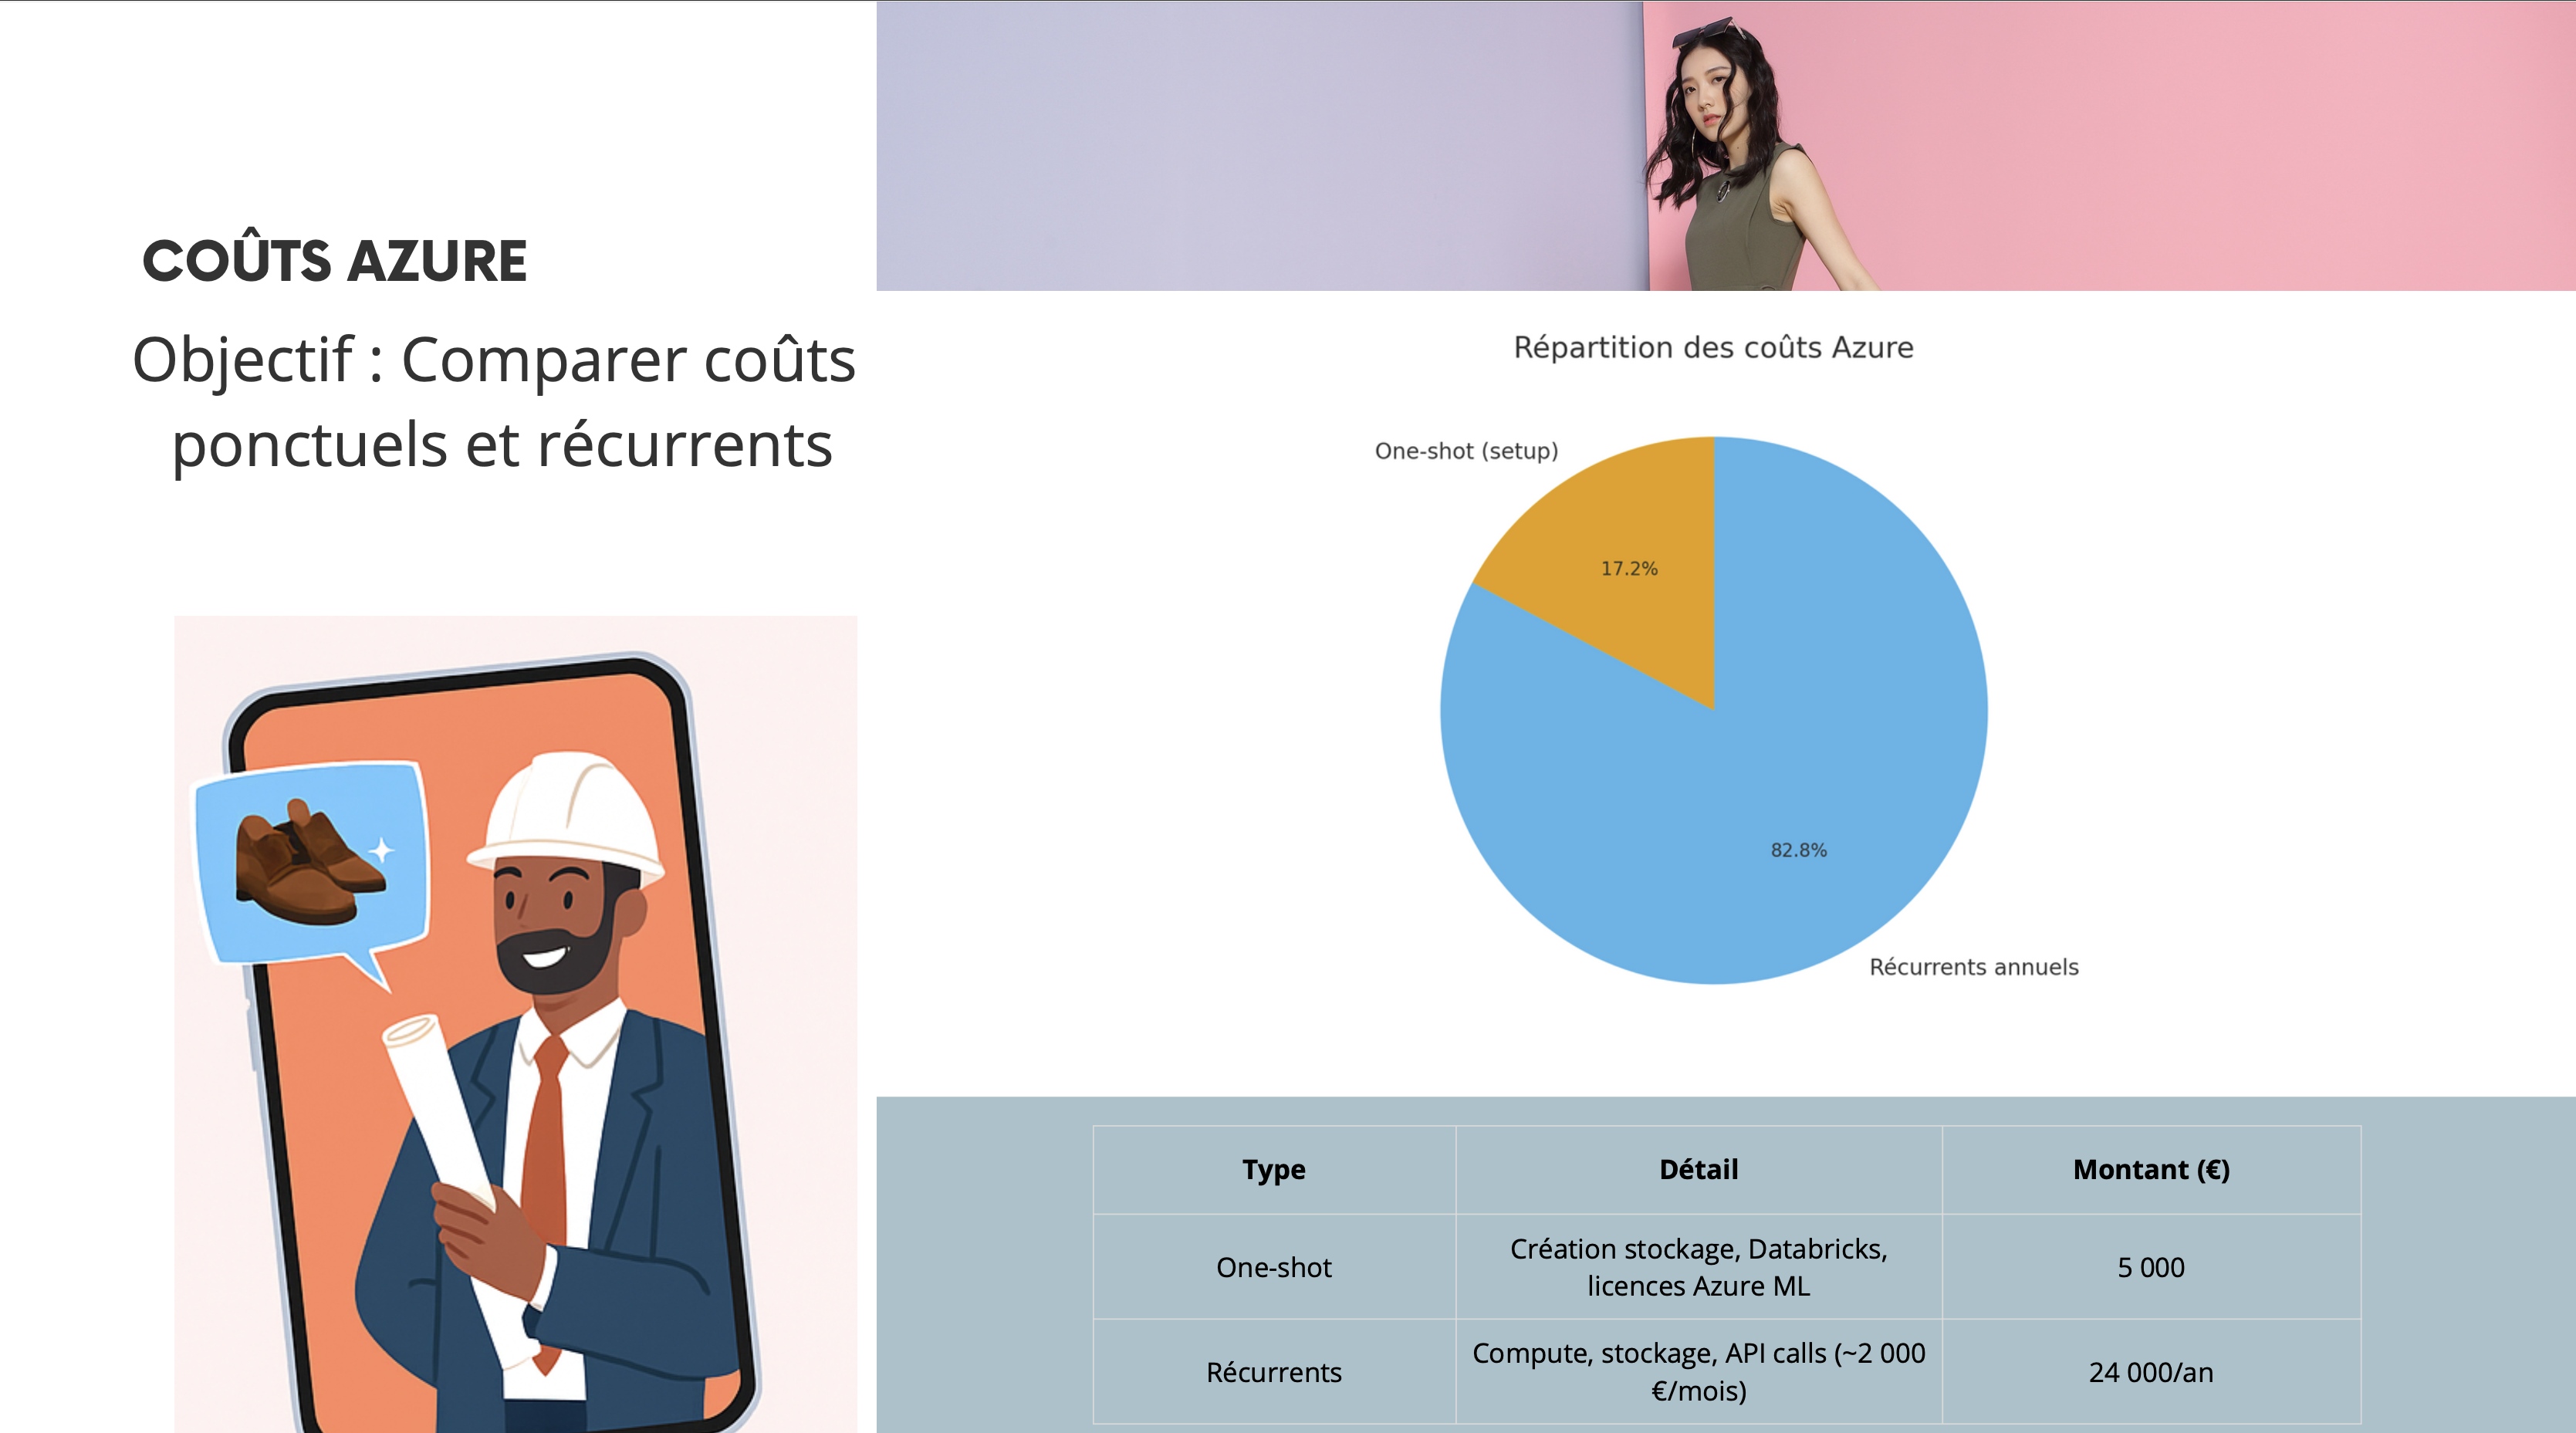 COÛTS AZURE
Objectif : Comparer coûts
ponctuels et récurrents
Répartition des coûts Azure
One-shot (setup)
17.2%
82.8%
Récurrents annuels
Type Détail Montant (€)
One-shot Création stockage, Databricks, licences Azure ML 5 000
Récurrents Compute, stockage, API calls (~2 000 €/mois) 24 000/an